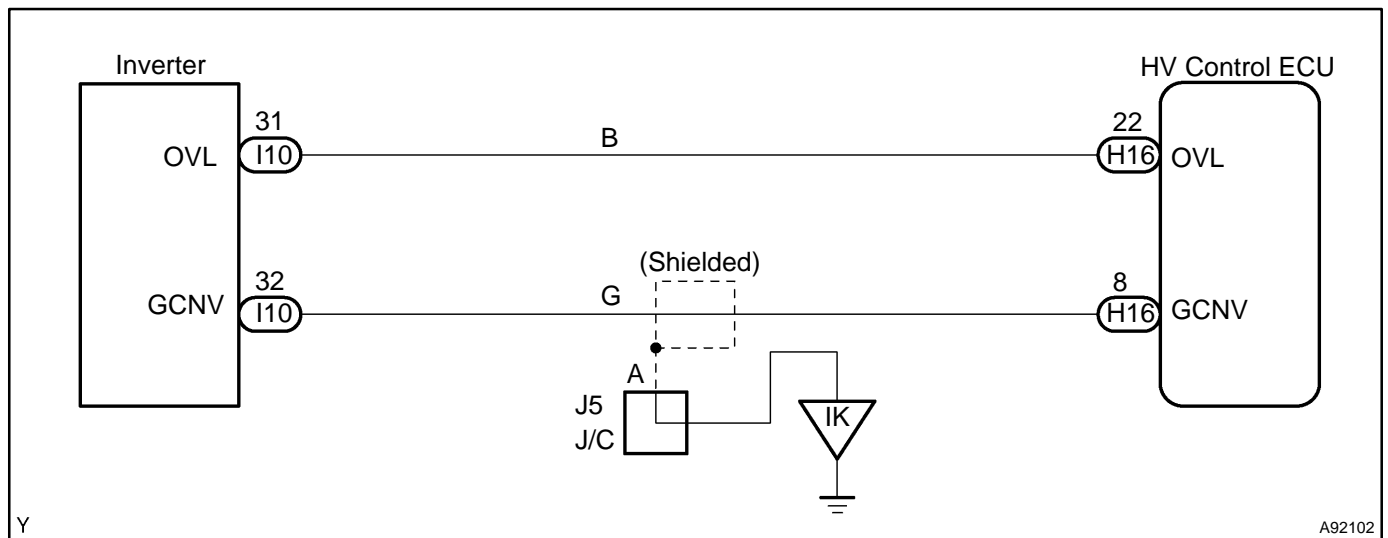 Inverter
HV Control ECU
31
22
OVL
I10
B
H16
OVL
(Shielded)
32
G
8
GCNV
I10
H16
GCNV
A
J5
J/C
IK
Y
A92102